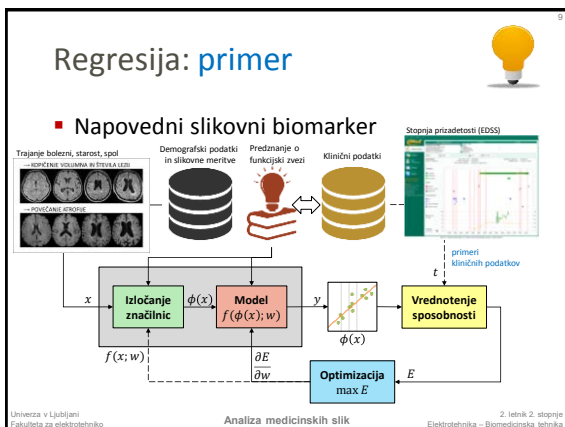 9
Regresija: primer
▪ Napovedni slikovni biomarker
Trajanje bolezni, starost, spol
→ KOPIČENJE VOLUMNA IN ŠTEVILA LEZIJ
→ POVEČANJE ATROFIJE
Demografski podatki
in slikovne meritve
Predznanje o
funkcijski zvezi
Klinični podatki
Stopnja prizadetosti (EDSS)
primeri
kliničnih podatkov
x
Izločanje
značilnic
ϕ(x)
Model
f(ϕ(x); w)
y
ϕ(x)
t
Vrednotenje
sposobnosti
f(x; w)
∂E
∂w
Optimizacija
max E
E
Univerza v Ljubljani
Fakulteta za elektrotehniko
Analiza medicinskih slik
2. letnik 2. stopnje
Elektrotehnika – Biomedicinska tehnika